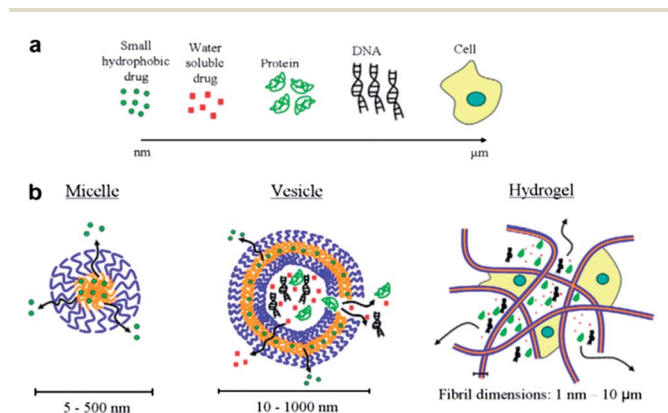 a
Small
hydrophobic
drug
Water
soluble
drug
Protein
DNA
Cell
nm
μm
b
Micelle
Vesicle
Hydrogel
5 - 500 nm
10 - 1000 nm
Fibril dimensions: 1 nm – 10 μm